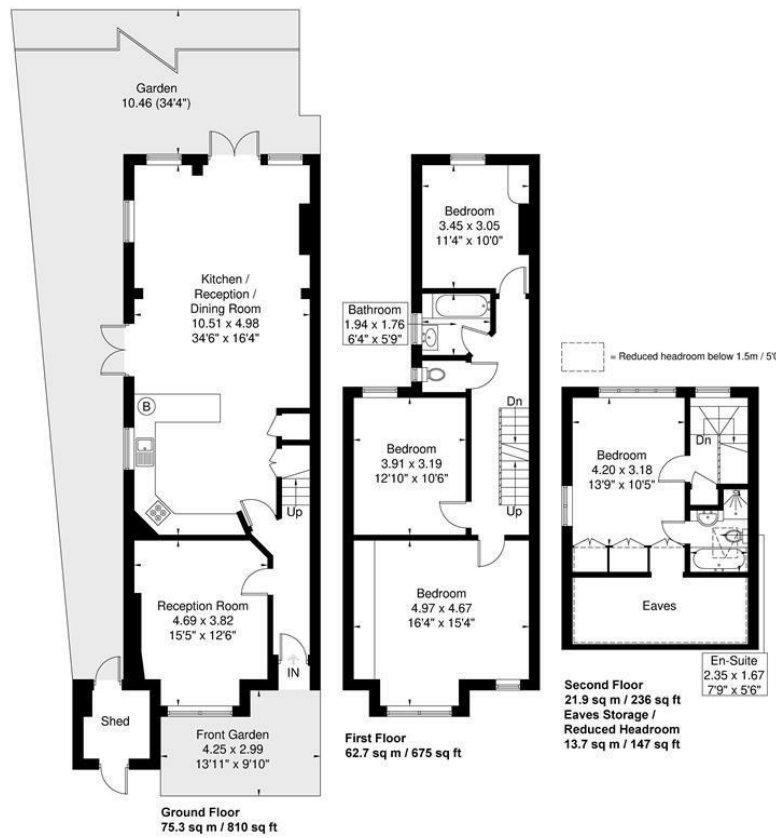 Garden
10.46 (34'4")
Kitchen /
Reception /
Dining Room
10.51 x 4.98
34'6" x 16'4"
B
Up
Reception Room
4.69 x 3.82
15'5" x 12'6"
IN
Shed
Front Garden
4.25 x 2.99
13'11" x 9'10"
Ground Floor
75.3 sq m / 810 sq ft
Bedroom
3.45 x 3.05
11'4" x 10'0"
Bathroom
1.94 x 1.76
6'4" x 5'9"
Dn
Bedroom
3.91 x 3.19
12'10" x 10'6"
Up
Bedroom
4.97 x 4.67
16'4" x 15'4"
First Floor
62.7 sq m / 675 sq ft
= Reduced headroom below 1.5m / 5'0
Bedroom
4.20 x 3.18
13'9" x 10'5"
Dn
Eaves
En-Suite
2.35 x 1.67
7'9" x 5'6"
Second Floor
21.9 sq m / 236 sq ft
Eaves Storage /
Reduced Headroom
13.7 sq m / 147 sq ft